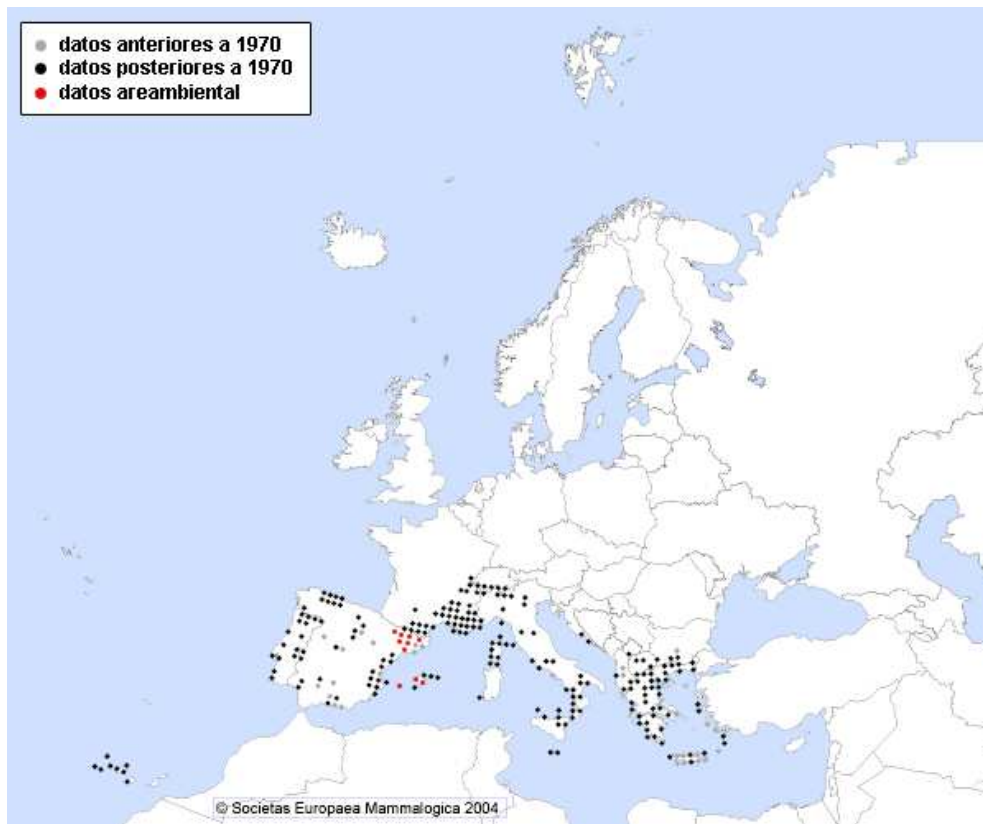 datos anteriores a 1970
datos posteriores a 1970
datos areambiental
© Societas Europaea Mammalogica 2004